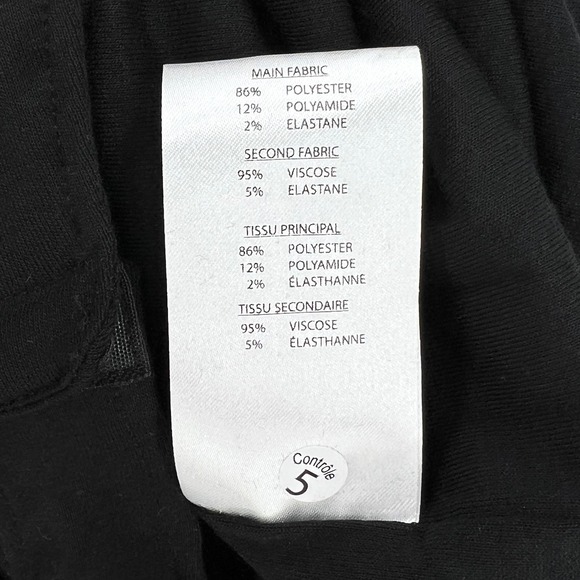 MAIN FABRIC
86% POLYESTER
12% POLYAMIDE
2% ELASTANE
SECOND FABRIC
95% VISCOSE
5% ELASTANE
TISSU PRINCIPAL
86% POLYESTER
12% POLYAMIDE
2% ÉLASTHANNE
TISSU SECONDAIRE
95% VISCOSE
5% ÉLASTHANNE
Contrôle
5